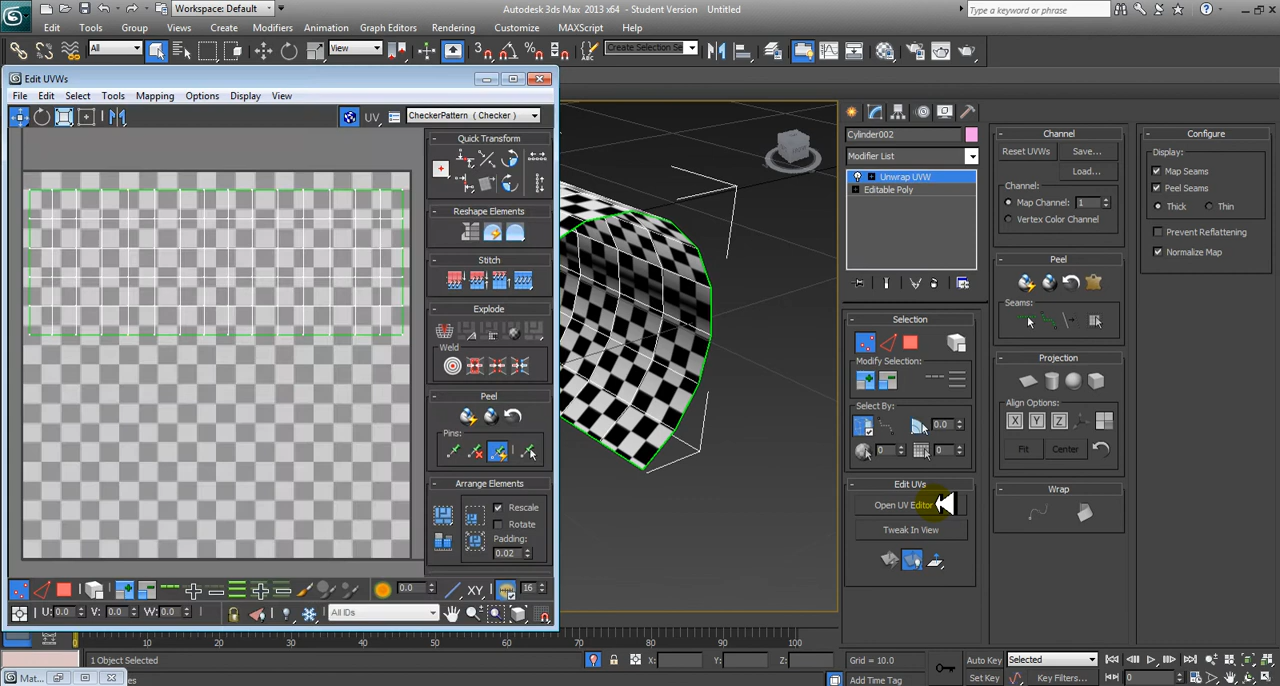 Workspace: Default
Autodesk 3ds Max 2013 x64 - Student Version Untitled
Type a keyword or phrase
Edit Tools Group Views Create Modifiers Animation Graph Editors Rendering Customize MAXScript Help
All View Create Selection Se
Edit UVWs
File Edit Select Tools Mapping Options Display View
UV CheckerPattern ( Checker )
Quick Transform
Reshape Elements
Stitch
Explode
Weld
Peel
Pins:
Arrange Elements
Rescale
Rotate
Padding:
0.02
0.0 XY 16
U: 0.0 V: 0.0 W: 0.0 All IDs
Cylinder002
Modifier List
Unwrap UVW
Editable Poly
Selection
Modify Selection:
Select By:
0.0
0 0
Edit UVs
Open UV Editor
Tweak In View
Channel
Reset UVWs Save...
Load...
Channel:
Map Channel: 1
Vertex Color Channel
Peel
Seams:
Projection
Align Options:
X Y Z
Fit Center
Wrap
Configure
Display:
Map Seams
Peel Seams
Thick Thin
Prevent Reflattening
Normalize Map
0 10 20 30 40 50 60 70 80 90 100
1 Object Selected X: Y: Z: Grid = 10.0 Auto Key Selected
Mat... Add Time Tag Set Key Key Filters... 0